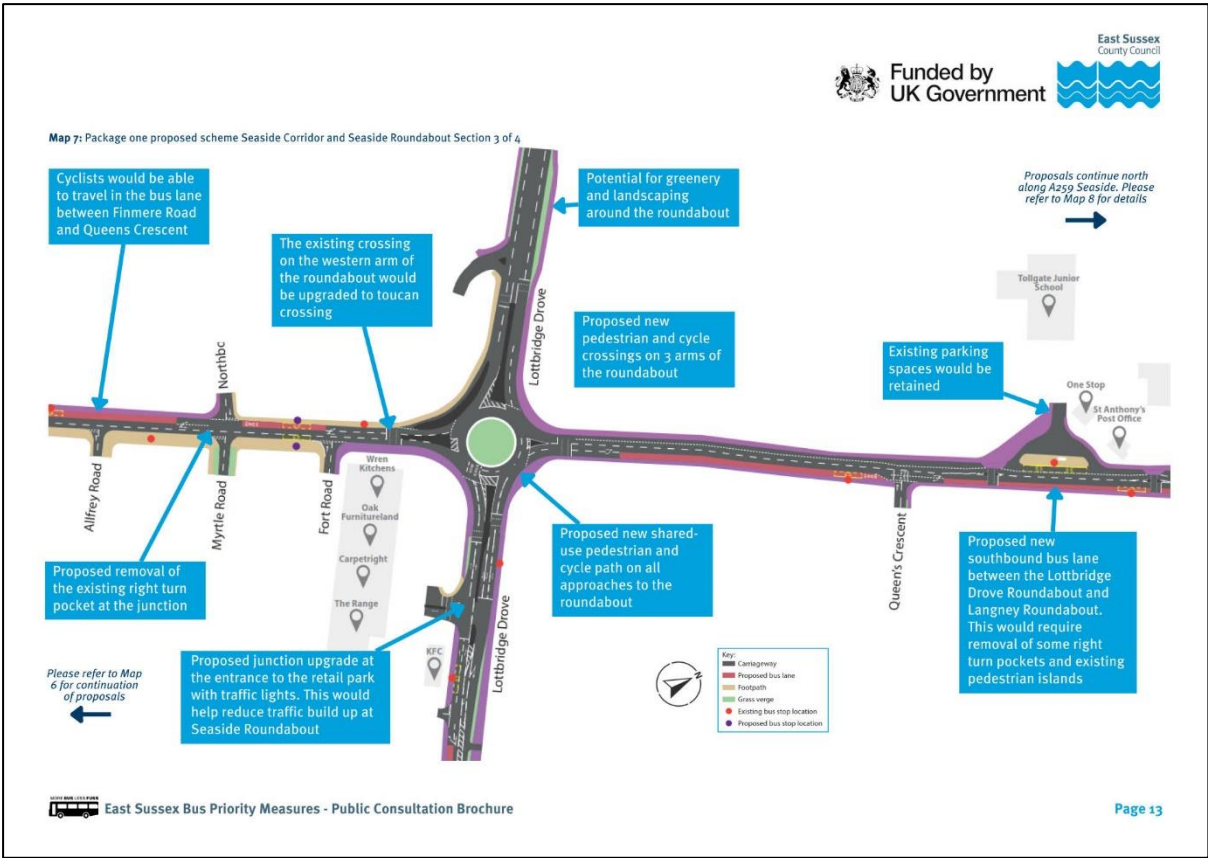 East Sussex
County Council
Funded by
UK Government
Map 7: Package one proposed scheme Seaside Corridor and Seaside Roundabout Section 3 of 4
Cyclists would be able
to travel in the bus lane
between Finmere Road
and Queens Crescent
The existing crossing
on the western arm of
the roundabout would
be upgraded to toucan
crossing
Potential for greenery
and landscaping
around the roundabout
Proposals continue north
along A259 Seaside. Please
refer to Map 8 for details
Tollgate Junior
School
Proposed new
pedestrian and cycle
crossings on 3 arms of
the roundabout
Existing parking
spaces would be
retained
One Stop
St Anthony's
Post Office
Northbc
Lottbridge Drove
Allfrey Road
Myrtle Road
Fort Road
Wren
Kitchens
Oak
Furnitureland
Carpetright
The Range
KFC
Lottbridge Drove
Queen's Crescent
Proposed removal of
the existing right turn
pocket at the junction
Proposed new shared-
use pedestrian and
cycle path on all
approaches to the
roundabout
Proposed new
southbound bus lane
between the Lottbridge
Drove Roundabout and
Langney Roundabout.
This would require
removal of some right
turn pockets and existing
pedestrian islands
Please refer to Map
6 for continuation
of proposals
Proposed junction upgrade at
the entrance to the retail park
with traffic lights. This would
help reduce traffic build up at
Seaside Roundabout
N
Key:
Carriageway
Proposed bus lane
Footpath
Grass verge
Existing bus stop location
Proposed bus stop location
East Sussex Bus Priority Measures - Public Consultation Brochure
Page 13